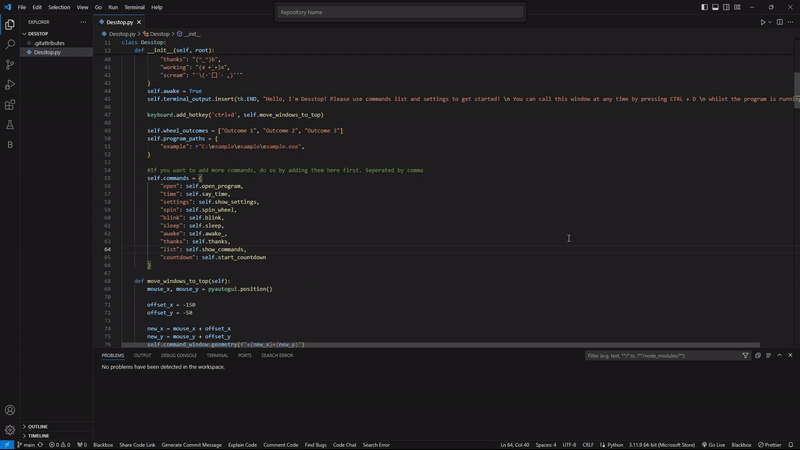 File Edit Selection View Go Run Terminal Help
Repository Name
EXPLORER
Desstop.py
DESSTOP
.gitattributes
Desstop.py
Desstop.py > Desstop > __init__
11 class Desstop:
12 def __init__(self, root):
40 "thanks": "(^_^)b",
41 "working":
42 "scream":
43 }
44 self.awake = True
45 self.terminal_output.insert(tk.END, "Hello, I'm Desstop! Please use commands list and settings to get started! \n You can call this window at any time by pressing CTRL + D \n whilst the program is runnin
46
47 keyboard.add_hotkey('ctrl+d', self.move_windows_to_top)
48
49 self.wheel_outcomes = ["Outcome 1", "Outcome 2", "Outcome 3"]
50 self.program_paths = {
51 "example": r"C:\example\example\example.exe",
52 }
53
54 #If you want to add more commands, do so by adding them here first. Seperated by comma
55 self.commands = {
56 "open": self.open_program,
57 "time": self.say_time,
58 "settings": self.show_settings,
59 "spin": self.spin_wheel,
60 "blink": self.blink,
61 "sleep": self.sleep,
62 "awake": self.awake_,
63 "thanks": self.thanks,
64 "list": self.show_commands,
65 "countdown": self.start_countdown
66 }
67
68 def move_windows_to_top(self):
69 mouse_x, mouse_y = pyautogui.position()
70
71 offset_x = -150
72 offset_y = -50
73
74 new_x = mouse_x + offset_x
75 new_y = mouse_y + offset_y
76 self.command_window.geometry(f"+{new_x}+{new_y}")
PROBLEMS OUTPUT DEBUG CONSOLE TERMINAL PORTS SEARCH ERROR
Filter (e.g. text, **/*.ts, !**/node_modules/**)
No problems have been detected in the workspace.
OUTLINE
TIMELINE
main 0 0 0 Blackbox Share Code Link Generate Commit Message Explain Code Comment Code Find Bugs Code Chat Search Error Ln 64, Col 40 Spaces: 4 UTF-8 CRLF Python 3.11.9 64-bit (Microsoft Store) Go Live Blackbox Prettier